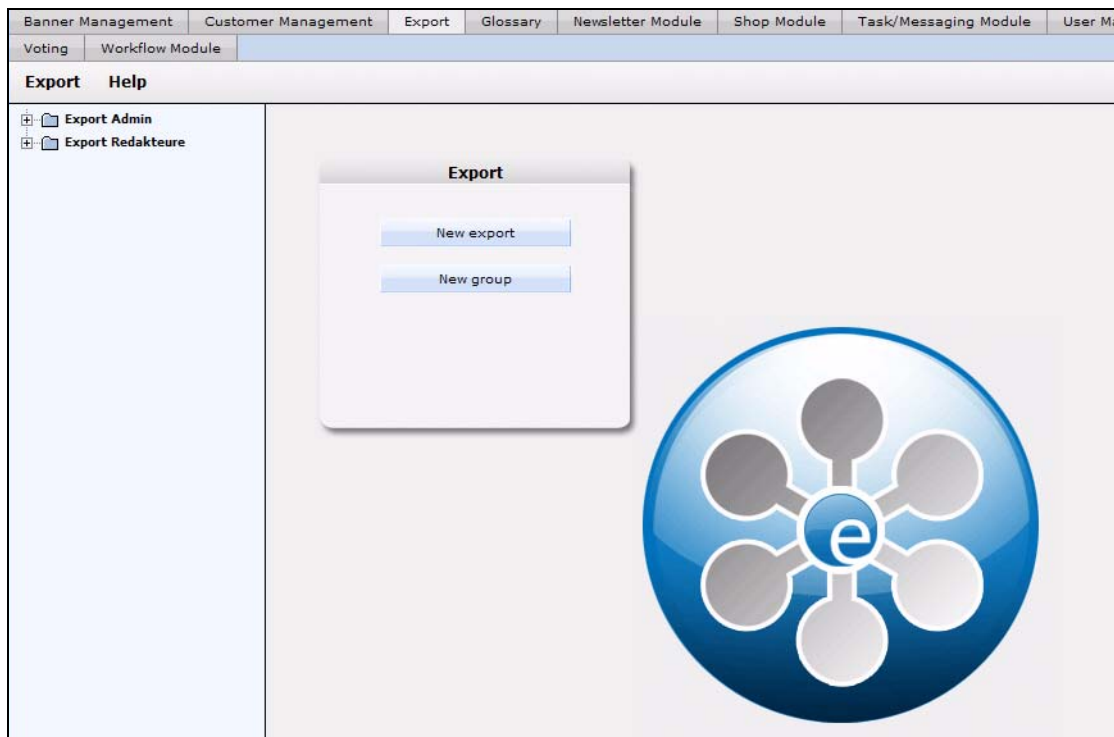 Banner Management Customer Management Export Glossary Newsletter Module Shop Module Task/Messaging Module User
Voting Workflow Module
Export Help
Export Admin
Export Redakteure
Export
New export
New group
e